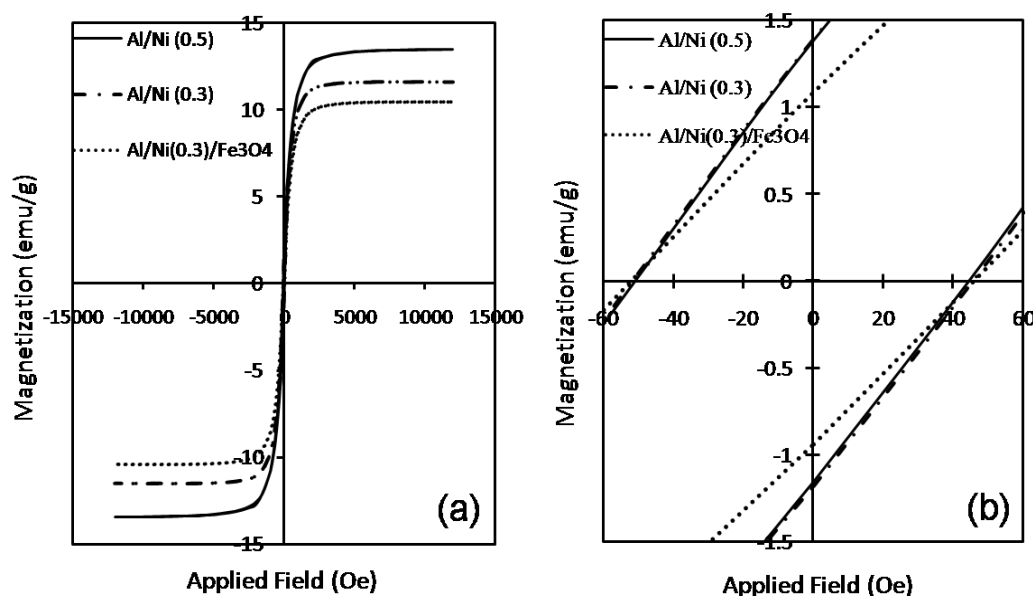 15
Al/Ni (0.5)
Al/Ni (0.3)
Al/Ni(0.3)/Fe3O4
10
5
0
-15000 -10000 -5000 0 5000 10000 15000
-5
-10
-15
Magnetization (emu/g)
Applied Field (Oe)
(a)
1.5
Al/Ni (0.5)
Al/Ni (0.3)
Al/Ni(0.3)/Fe3O4
1
0.5
0
-60 -40 -20 0 20 40 60
-0.5
-1
-1.5
Magnetization (emu/g)
Applied Field (Oe)
(b)